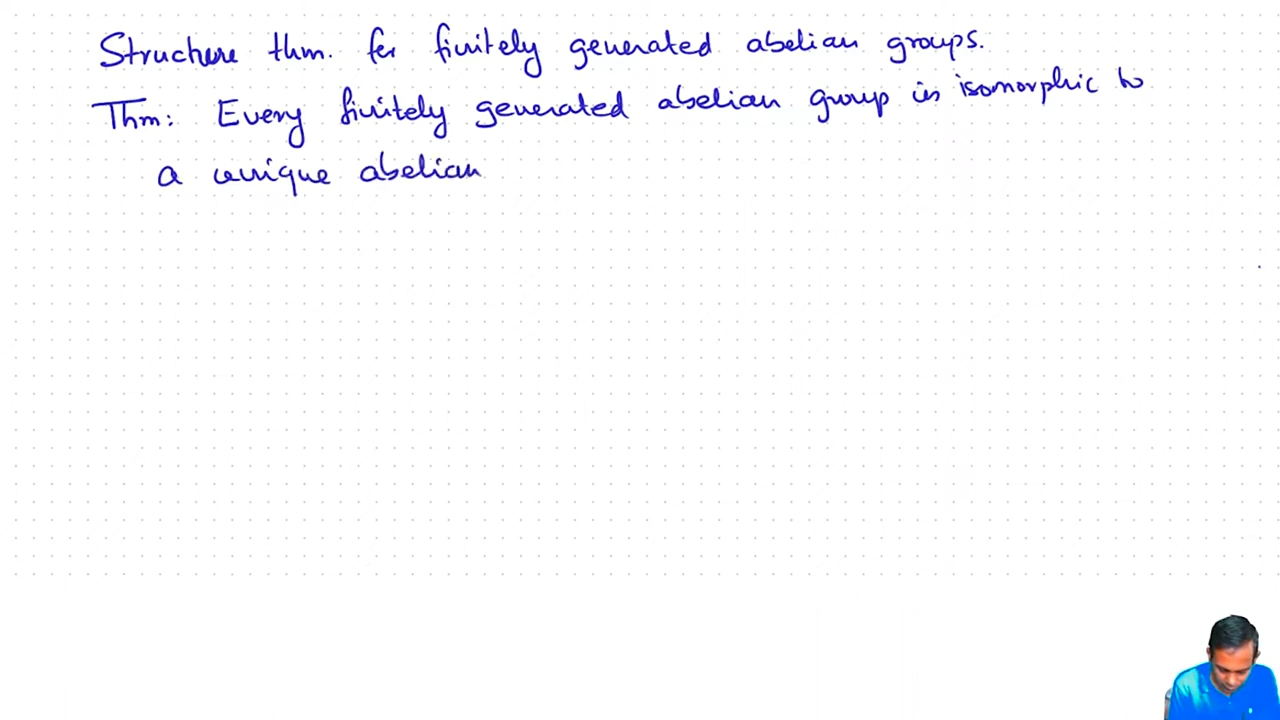 Structure thm. for finitely generated abelian groups.
Thm: Every finitely generated abelian group is isomorphic to
a unique abelian